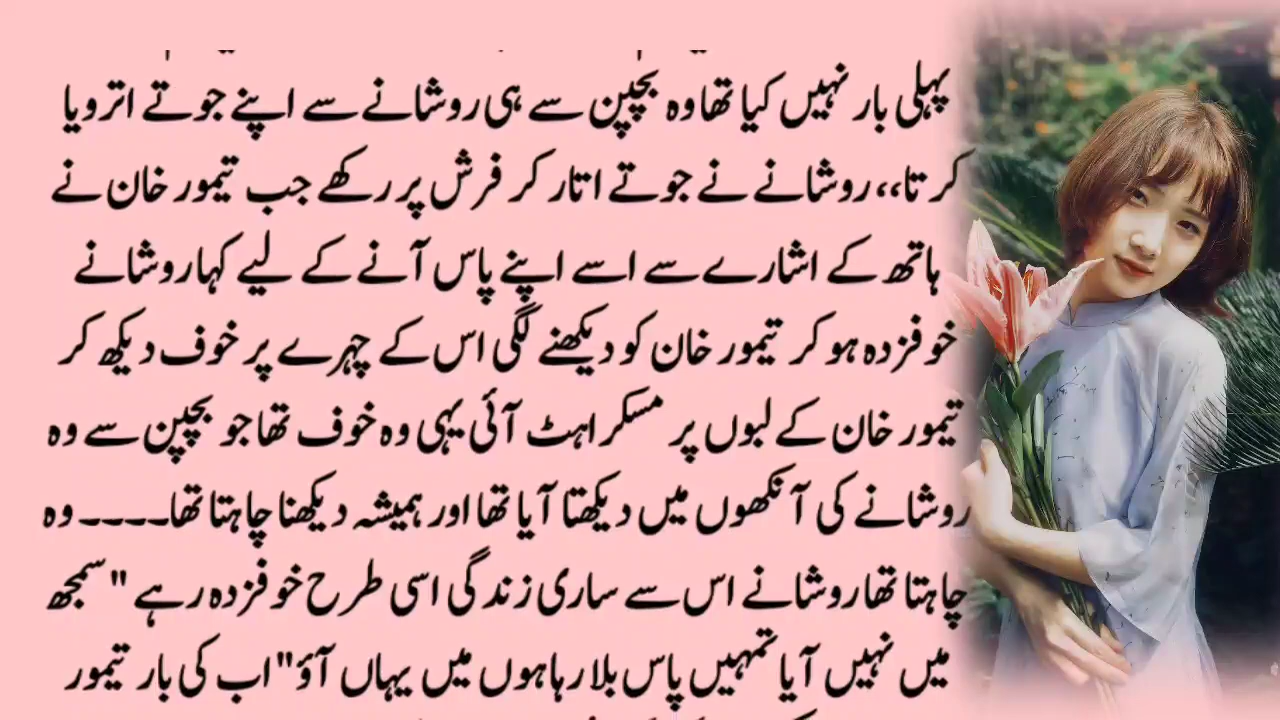 پہلی بار نہیں کیا تھا وہ بچپن سے ہی روشانے سے اپنے جوتے اترویا
کرتا،، روشانے نے جوتے اتار کر فرش پر رکھے جب تیمور خان نے
ہاتھ کے اشارے سے اسے اپنے پاس آنے کے لیے کہا روشانے
خوفزدہ ہو کر تیمور خان کو دیکھنے لگی اس کے چہرے پر خوف دیکھ کر
تیمور خان کے لبوں پر مسکراہٹ آئی یہی وہ خوف تھا جو بچپن سے وہ
روشانے کی آنکھوں میں دیکھتا آیا تھا اور ہمیشہ دیکھنا چاہتا تھا۔۔۔۔ وہ
چاہتا تھا روشانے اس سے ساری زندگی اسی طرح خوفزدہ رہے "سمجھ
میں نہیں آیا تمہیں پاس بلا رہا ہوں میں یہاں آؤ" اب کی بار تیمور